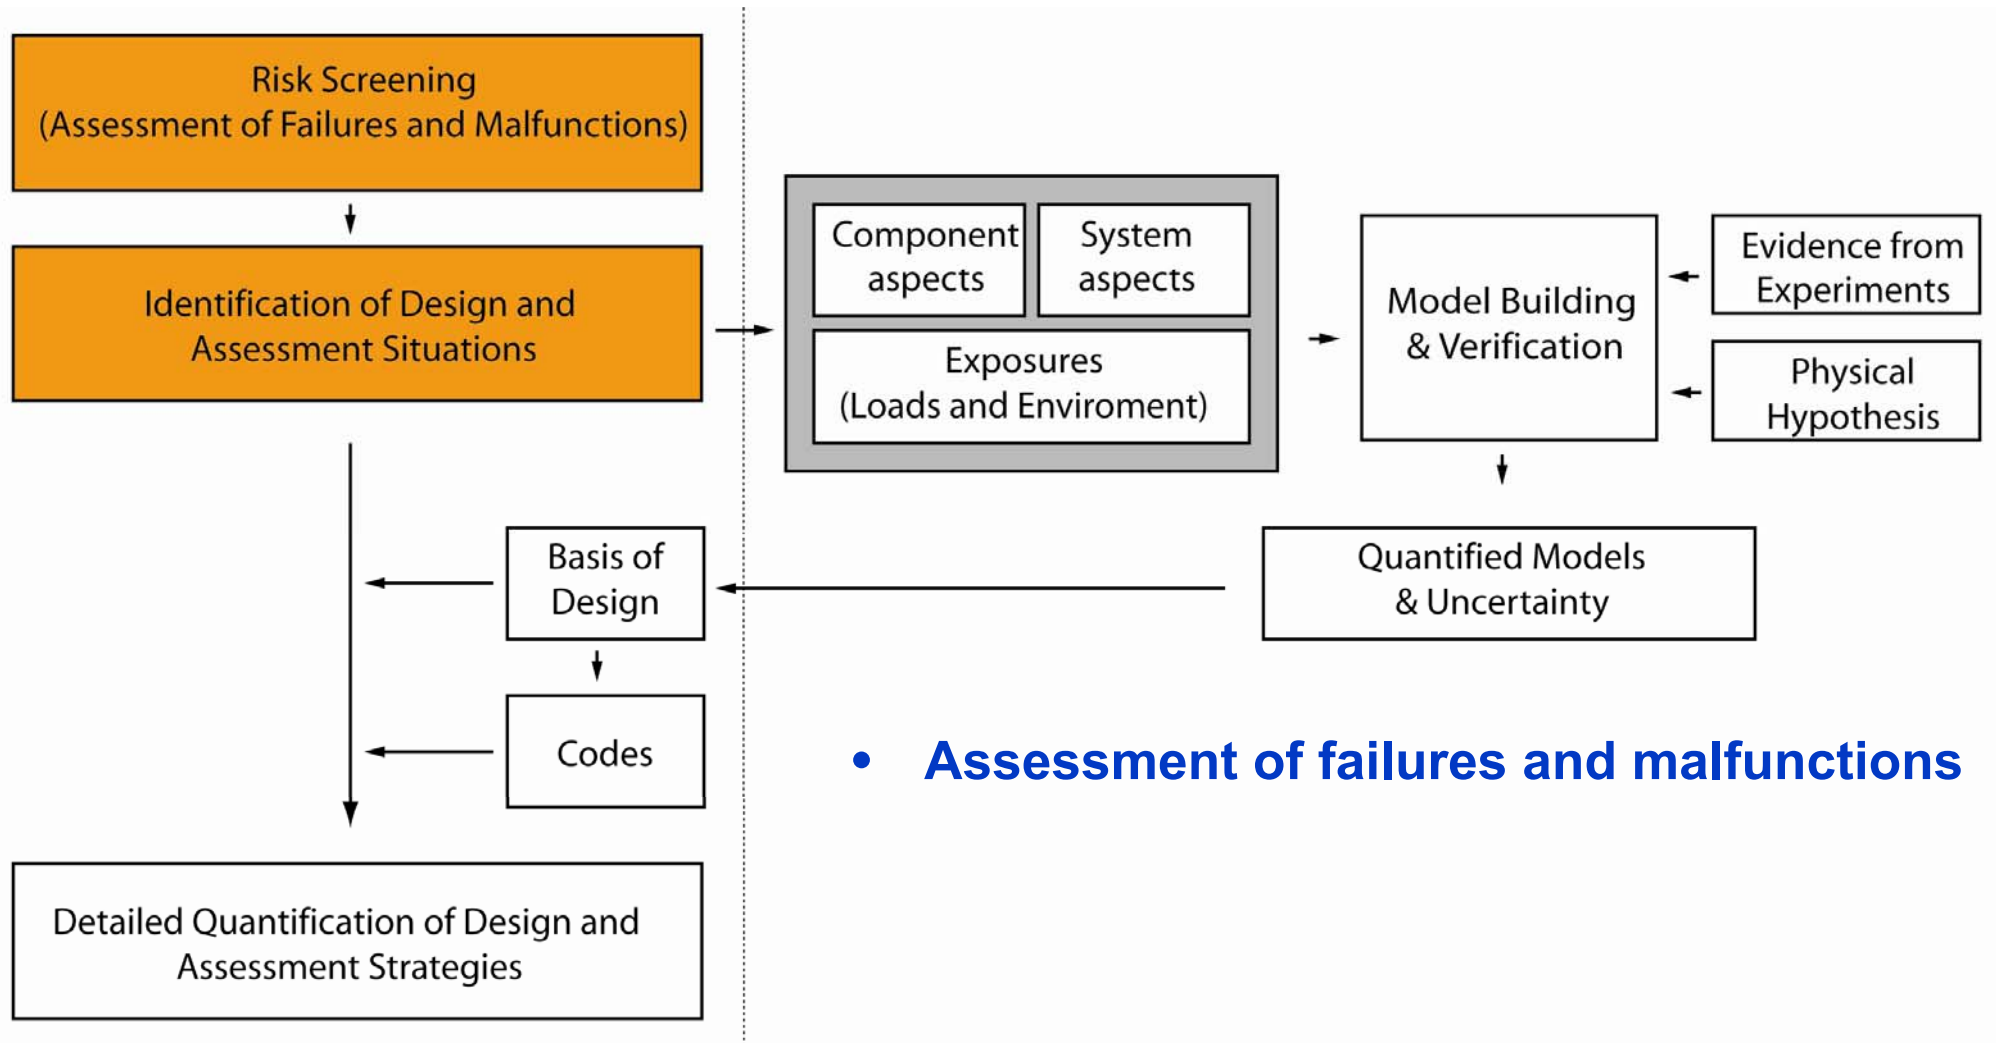 Risk Screening
(Assessment of Failures and Malfunctions)
Identification of Design and
Assessment Situations
Component
aspects
System
aspects
Exposures
(Loads and Enviroment)
Model Building
& Verification
Evidence from
Experiments
Physical
Hypothesis
Basis of
Design
Quantified Models
& Uncertainty
Codes
• Assessment of failures and malfunctions
Detailed Quantification of Design and
Assessment Strategies